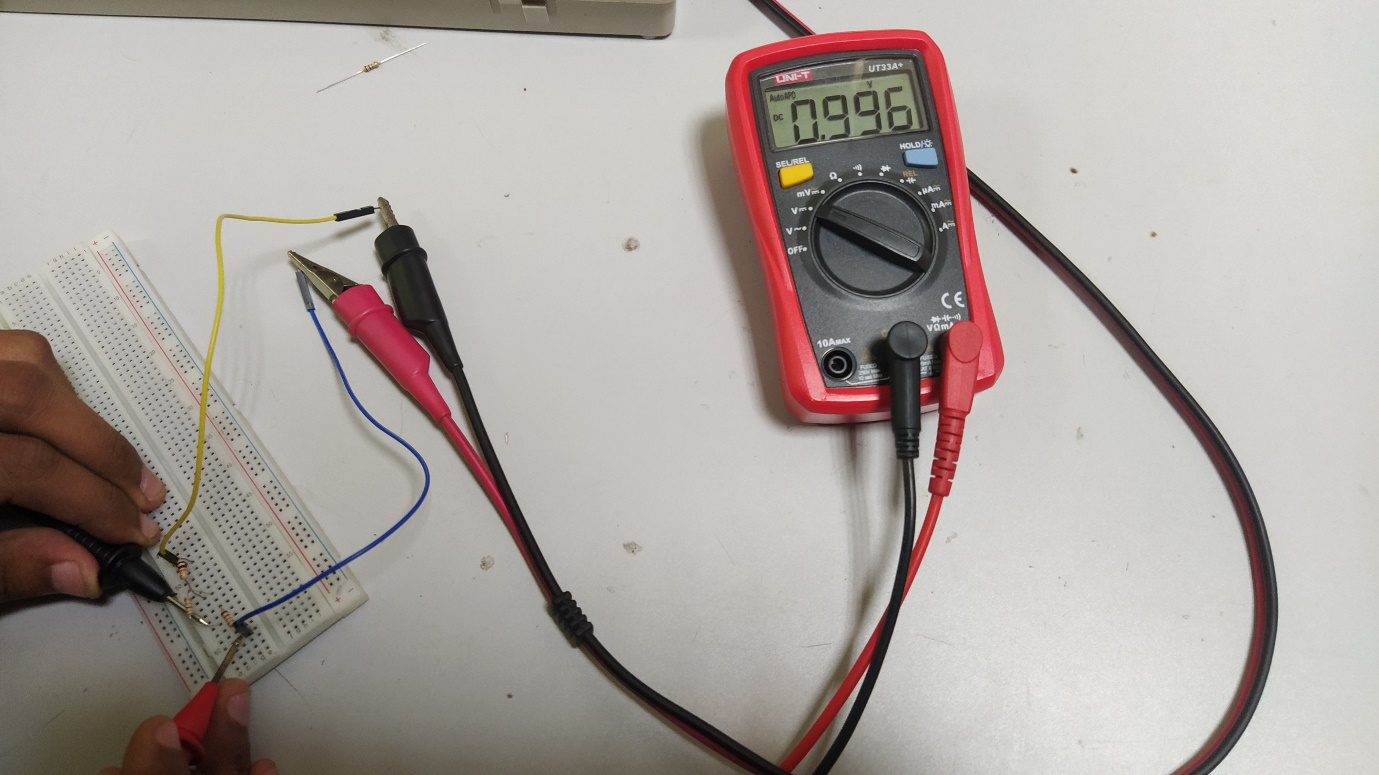 UNI-T UT33A+
AutoAPO V
DC 0.996
SEL/REL HOLD/
REL
Ω
mV
V
V~
OFF
µA
mA
A
CE
10AMAX VΩmA